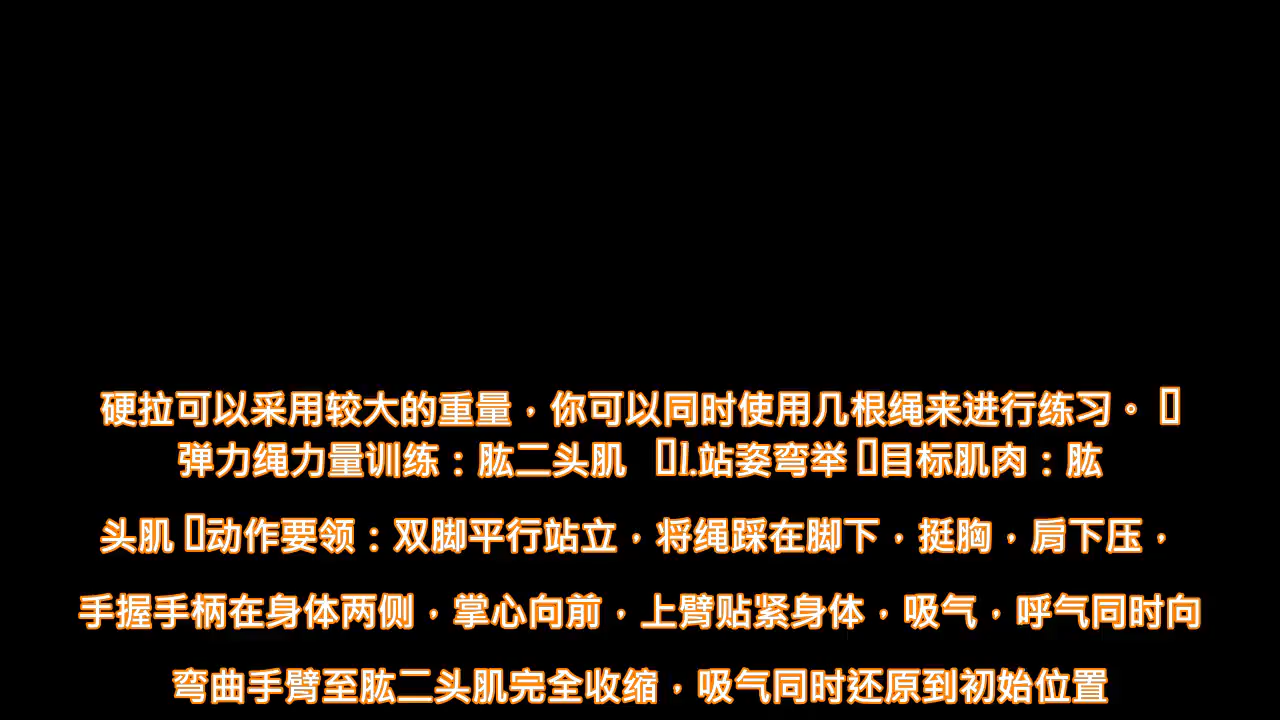 硬拉可以采用较大的重量，你可以同时使用几根绳来进行练习。
弹力绳力量训练：肱二头肌 1.站姿弯举 目标肌肉：肱
头肌 动作要领：双脚平行站立，将绳踩在脚下，挺胸，肩下压，
手握手柄在身体两侧，掌心向前，上臂贴紧身体，吸气，呼气同时向
弯曲手臂至肱二头肌完全收缩，吸气同时还原到初始位置